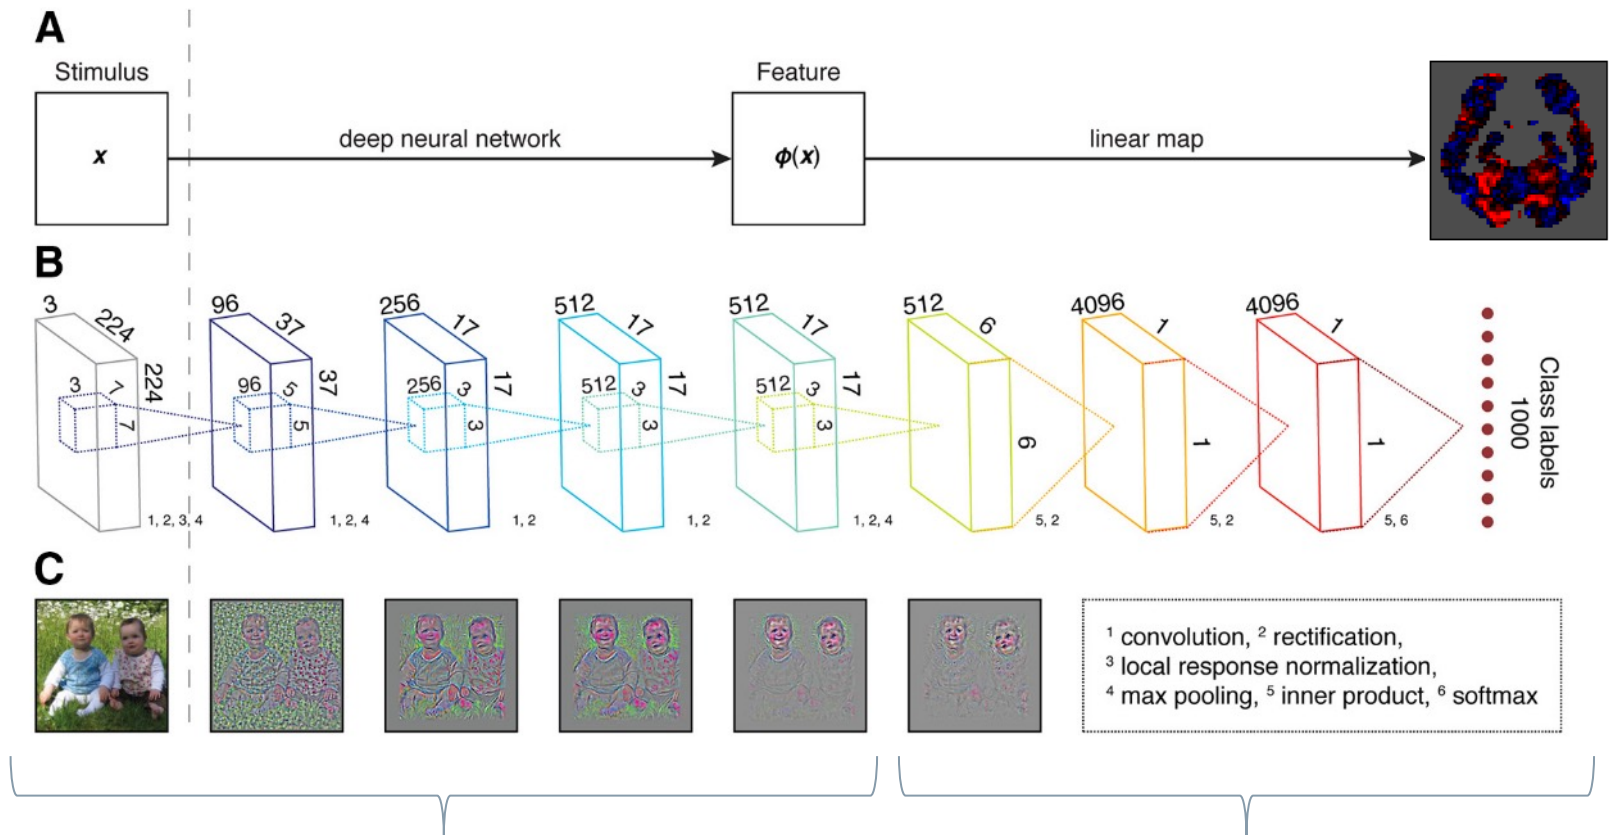 A
Stimulus
x
deep neural network
Feature
ϕ(x)
linear map
B
3
224
224
3
7
7
1, 2, 3, 4
96
37
37
96
5
5
1, 2, 4
256
17
17
256
3
3
1, 2
512
17
17
512
3
3
1, 2
512
17
17
512
3
3
1, 2, 4
512
6
6
5, 2
4096
1
1
5, 2
4096
1
1
5, 6
Class labels
1000
C
1 convolution, 2 rectification,
3 local response normalization,
4 max pooling, 5 inner product, 6 softmax